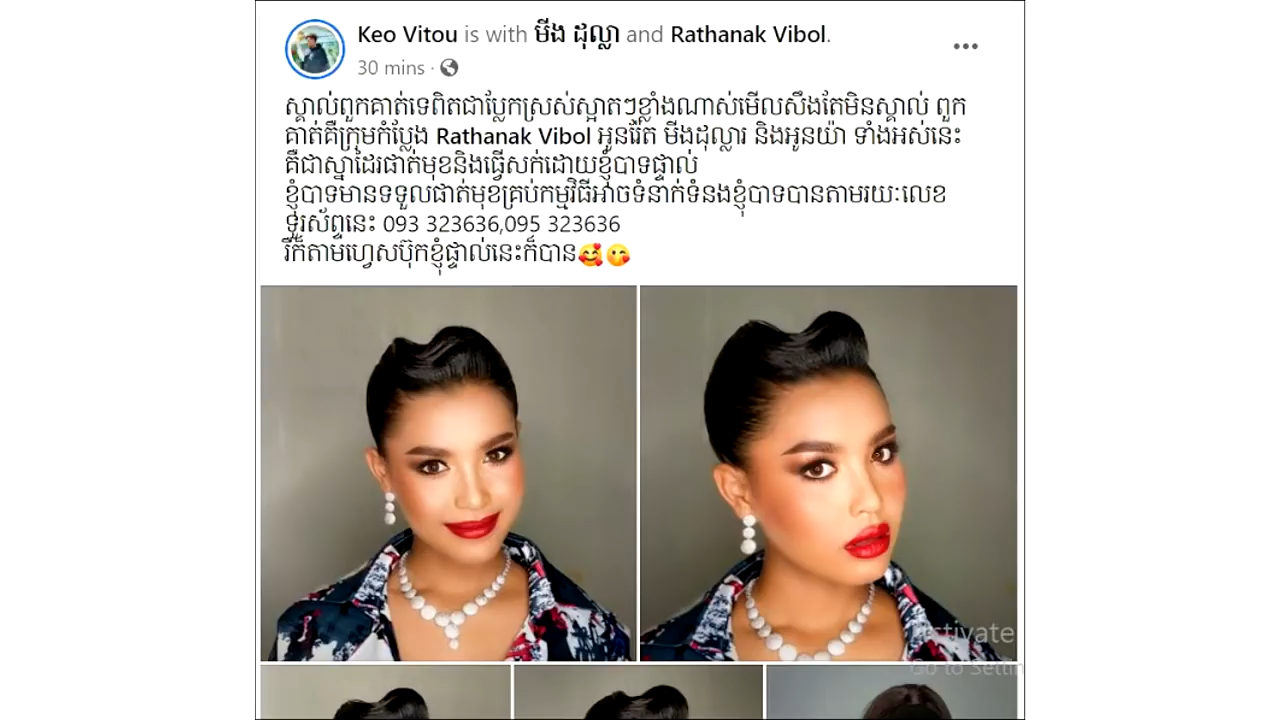 Keo Vitou is with មីង ដុល្លា and Rathanak Vibol.
30 mins ·
ស្គាល់ពួកគាត់ទេពិតជាប្លែកស្រស់ស្អាតៗខ្លាំងណាស់មើលសឹងតែមិនស្គាល់ ពួក
គាត់គឺក្រុមកំប្លែង Rathanak Vibol អូនរ៉ែត មីងដុល្លារ និងអូនយ៉ា ទាំងអស់នេះ
គឺជាស្នាដៃរផាត់មុខនិងធ្វើសក់ដោយខ្ញុំបាទផ្ទាល់
ខ្ញុំបាទមានទទួលផាត់មុខគ្រប់កម្មវិធីអាចទំនាក់ទំនងខ្ញុំបាទបានតាមរយៈលេខ
ទូរស័ព្ទនេះ 093 323636,095 323636
រឺក៏តាមហ្វេសប៊ុកខ្ញុំផ្ទាល់នេះក៏បាន🥰😋
Activate
Go to Settin